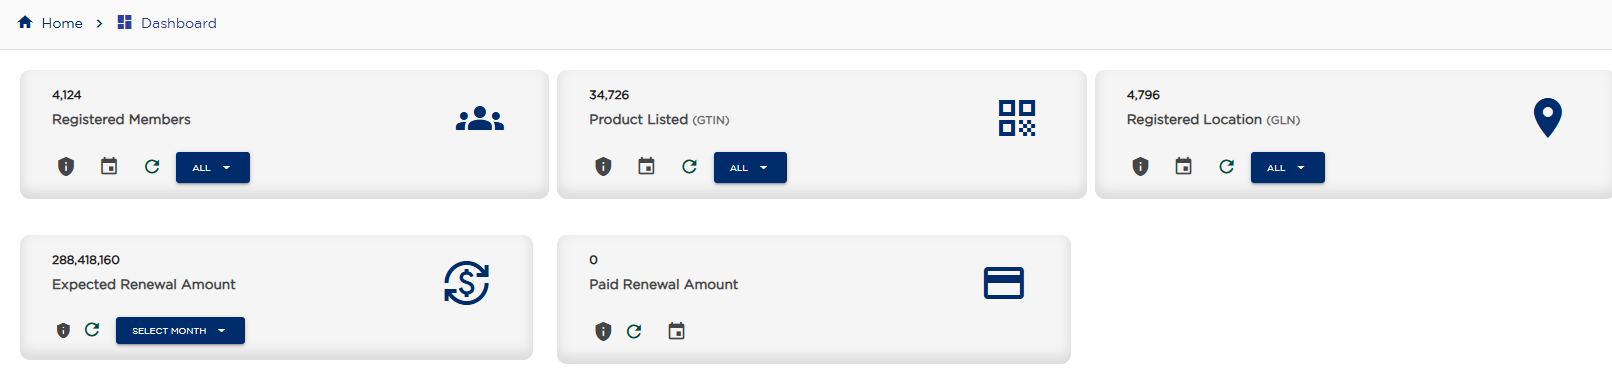 Home > Dashboard
4,124
Registered Members
ALL
34,726
Product Listed (GTIN)
ALL
4,796
Registered Location (GLN)
ALL
288,418,160
Expected Renewal Amount
SELECT MONTH
0
Paid Renewal Amount